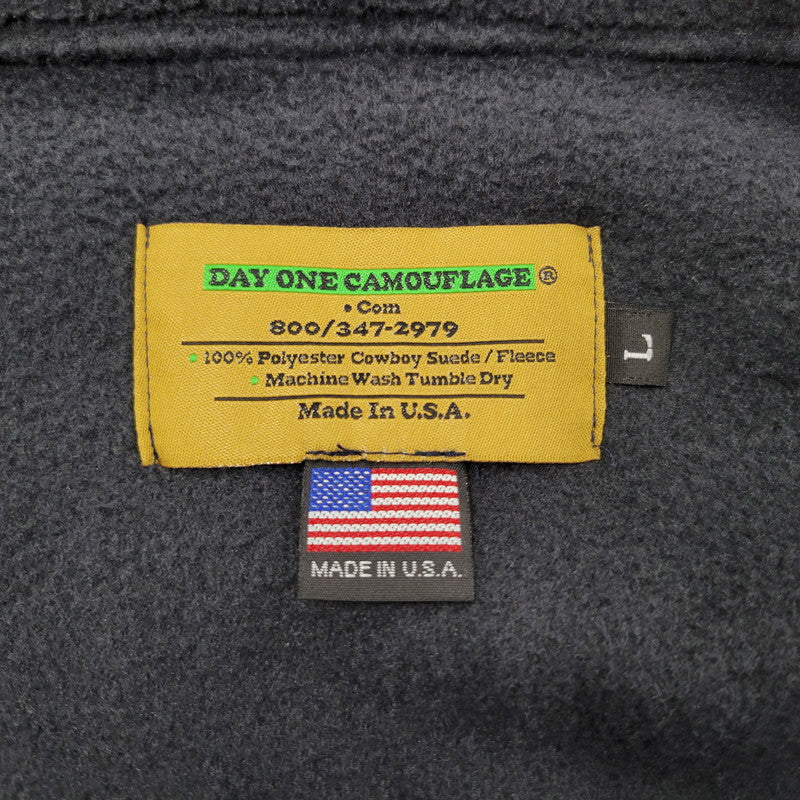 DAY ONE CAMOUFLAGE ®
• Com
800/347-2979
• 100% Polyester Cowboy Suede / Fleece
• Machine Wash Tumble Dry
Made In U.S.A.
L
MADE IN U.S.A.